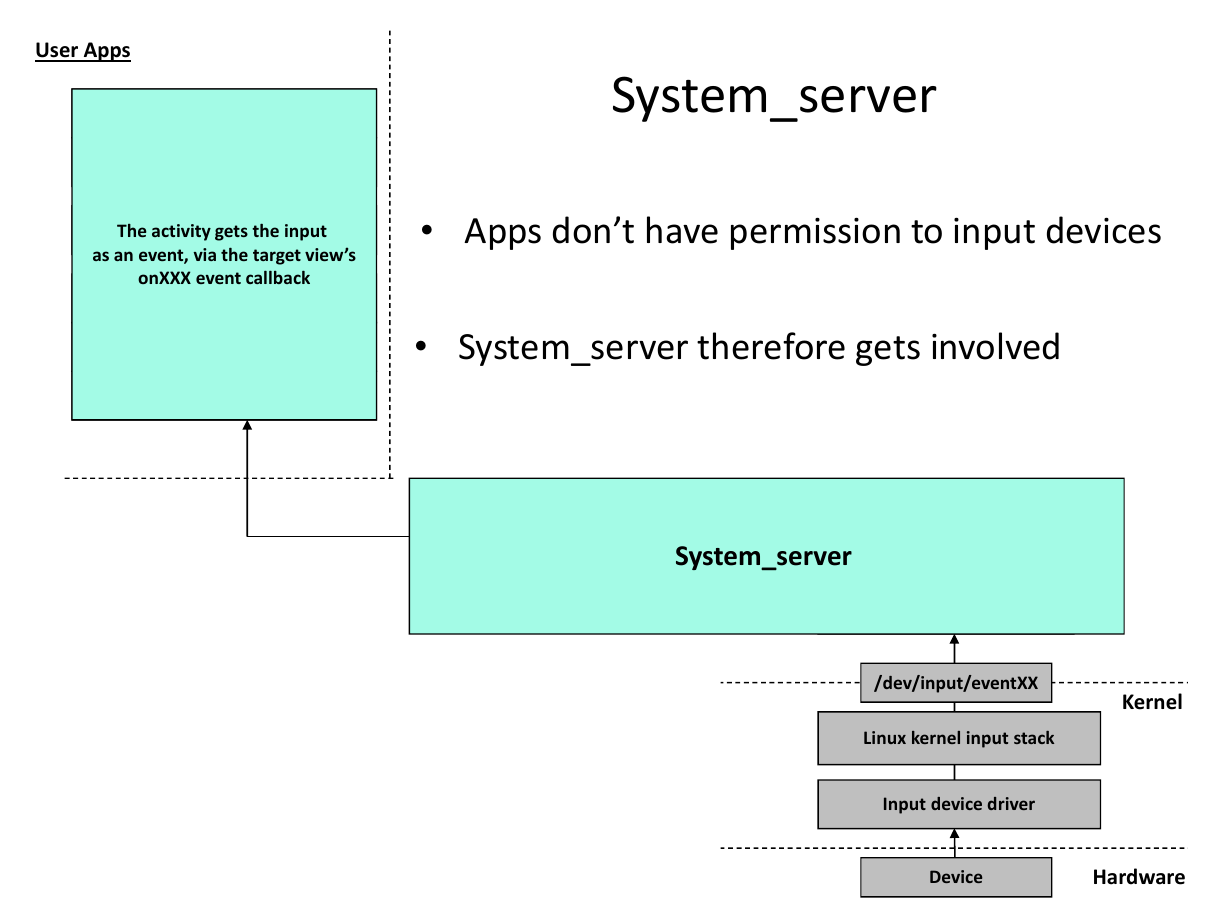 User Apps
System_server
The activity gets the input
as an event, via the target view’s
onXXX event callback
• Apps don’t have permission to input devices
• System_server therefore gets involved
System_server
/dev/input/eventXX
Kernel
Linux kernel input stack
Input device driver
Device
Hardware